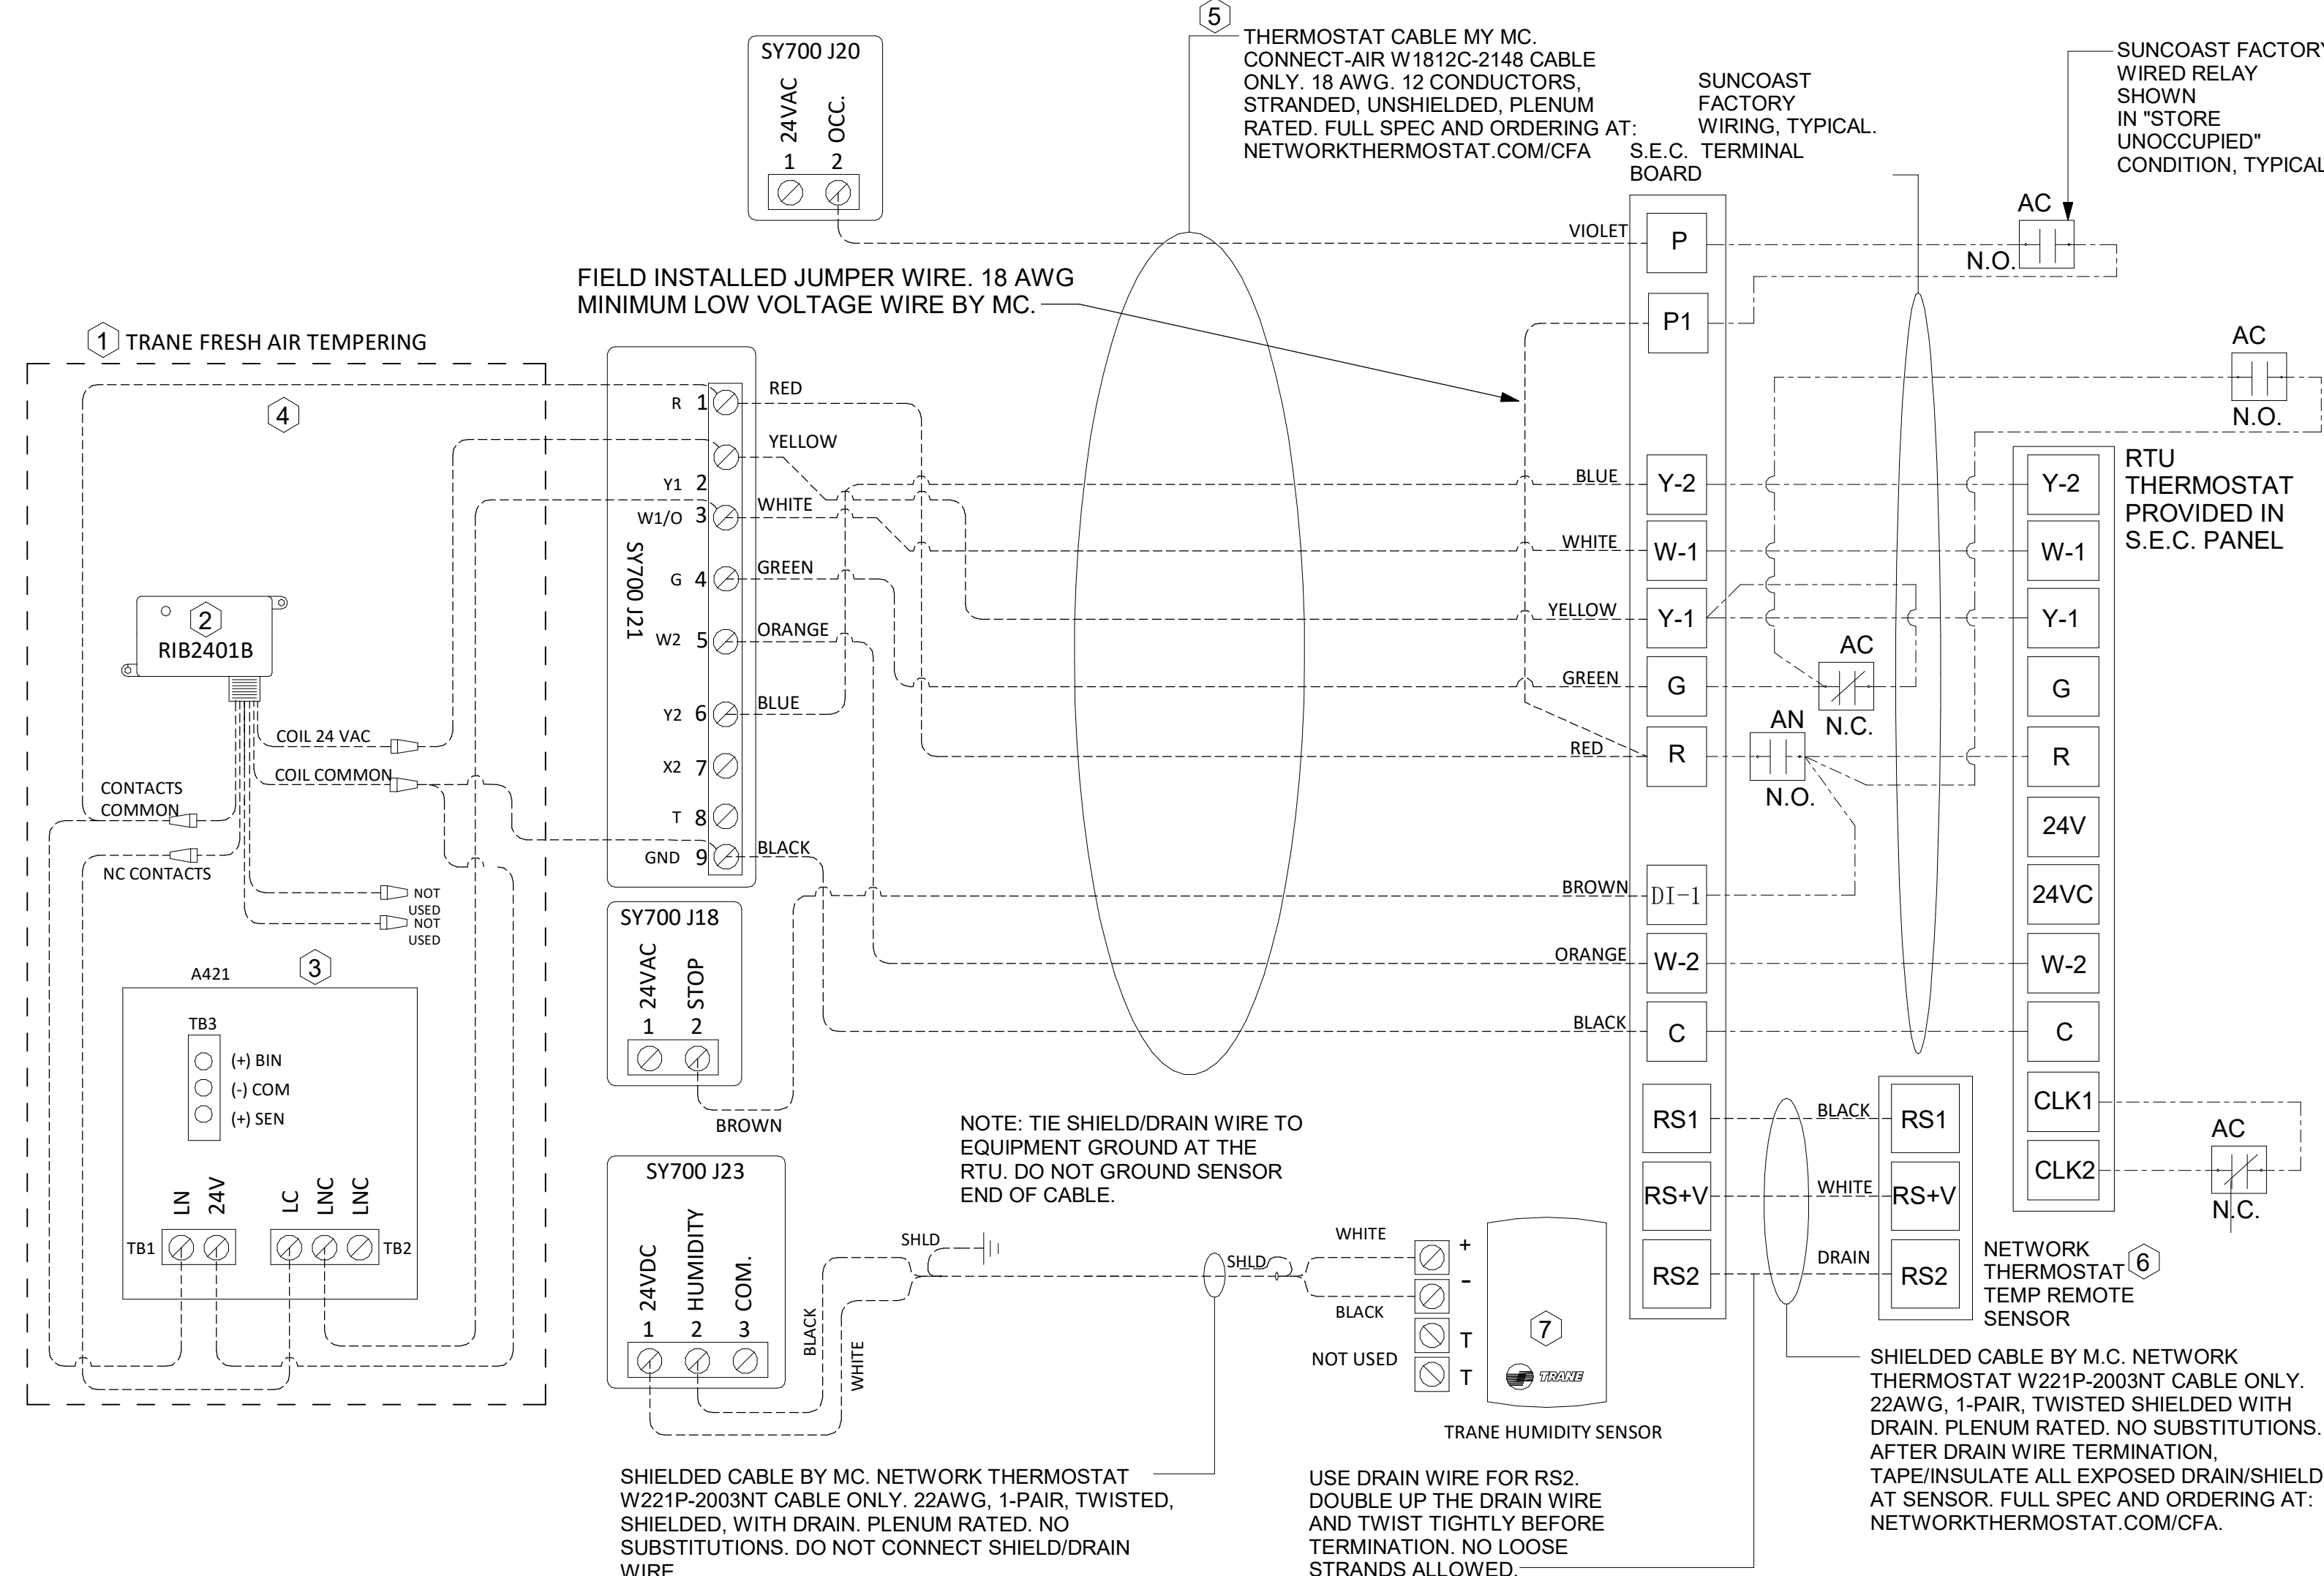 5
THERMOSTAT CABLE MY MC.
CONNECT-AIR W1812C-2148 CABLE
ONLY. 18 AWG. 12 CONDUCTORS,
STRANDED, UNSHIELDED, PLENUM
RATED. FULL SPEC AND ORDERING AT:
NETWORKTHERMOSTAT.COM/CFA
SY700 J20
24VAC
OCC.
1 2
SUNCOAST
FACTORY
WIRING, TYPICAL.
S.E.C. TERMINAL
BOARD
SUNCOAST FACTORY
WIRED RELAY
SHOWN
IN "STORE
UNOCCUPIED"
CONDITION, TYPICAL
AC
N.O.
VIOLET
P
P1
FIELD INSTALLED JUMPER WIRE. 18 AWG
MINIMUM LOW VOLTAGE WIRE BY MC.
1 TRANE FRESH AIR TEMPERING
4
2
RIB2401B
COIL 24 VAC
COIL COMMON
CONTACTS
COMMON
NC CONTACTS
NOT
USED
NOT
USED
3
A421
TB3
(+) BIN
(-) COM
(+) SEN
LN
24V
LC
LNC
LNC
TB1
TB2
SY700 J21
R 1 RED
YELLOW
Y1 2
W1/O 3 WHITE
G 4 GREEN
W2 5 ORANGE
Y2 6 BLUE
X2 7
T 8
GND 9 BLACK
SY700 J18
24VAC
STOP
1 2
BROWN
SY700 J23
24VDC
HUMIDITY
COM.
1 2 3
BLACK
WHITE
BLUE Y-2
WHITE W-1
YELLOW Y-1
GREEN G
RED R
BROWN DI-1
ORANGE W-2
BLACK C
RS1
RS+V
RS2
AC
N.O.
AC
N.C.
AN
N.O.
RTU
THERMOSTAT
PROVIDED IN
S.E.C. PANEL
Y-2
W-1
Y-1
G
R
24V
24VC
W-2
C
CLK1
CLK2
AC
N.C.
BLACK RS1
WHITE RS+V
DRAIN RS2
NETWORK
THERMOSTAT 6
TEMP REMOTE
SENSOR
NOTE: TIE SHIELD/DRAIN WIRE TO
EQUIPMENT GROUND AT THE
RTU. DO NOT GROUND SENSOR
END OF CABLE.
SHLD
SHLD
WHITE +
BLACK -
NOT USED
T
T
7
TRANE
TRANE HUMIDITY SENSOR
SHIELDED CABLE BY MC. NETWORK THERMOSTAT
W221P-2003NT CABLE ONLY. 22AWG, 1-PAIR, TWISTED,
SHIELDED, WITH DRAIN. PLENUM RATED. NO
SUBSTITUTIONS. DO NOT CONNECT SHIELD/DRAIN
WIRE
USE DRAIN WIRE FOR RS2.
DOUBLE UP THE DRAIN WIRE
AND TWIST TIGHTLY BEFORE
TERMINATION. NO LOOSE
STRANDS ALLOWED.
SHIELDED CABLE BY M.C. NETWORK
THERMOSTAT W221P-2003NT CABLE ONLY.
22AWG, 1-PAIR, TWISTED SHIELDED WITH
DRAIN. PLENUM RATED. NO SUBSTITUTIONS.
AFTER DRAIN WIRE TERMINATION,
TAPE/INSULATE ALL EXPOSED DRAIN/SHIELD
AT SENSOR. FULL SPEC AND ORDERING AT:
NETWORKTHERMOSTAT.COM/CFA.